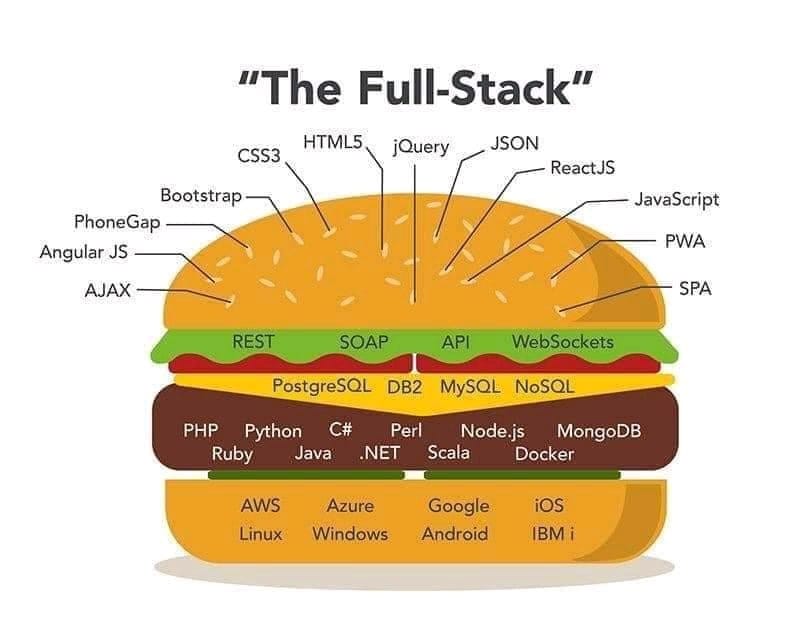 “The Full-Stack”
HTML5
jQuery
JSON
CSS3
ReactJS
Bootstrap
JavaScript
PhoneGap
PWA
Angular JS
AJAX
SPA
REST SOAP API WebSockets
PostgreSQL DB2 MySQL NoSQL
PHP Python C# Perl Node.js MongoDB
Ruby Java .NET Scala Docker
AWS Azure Google iOS
Linux Windows Android IBM i